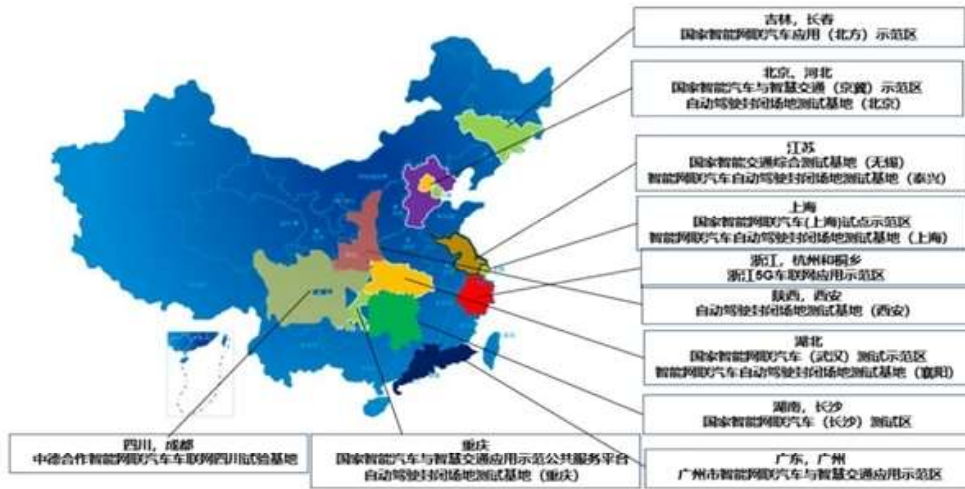 吉林，长春
国家智能网联汽车应用（北方）示范区
北京，河北
国家智能汽车与智慧交通（京冀）示范区
自动驾驶封闭场地测试基地（北京）
江苏
国家智能交通综合测试基地（无锡）
智能网联汽车自动驾驶封闭场地测试基地（泰兴）
上海
国家智能网联汽车(上海)试点示范区
智能网联汽车自动驾驶封闭场地测试基地（上海）
浙江，杭州和桐乡
浙江5G车联网应用示范区
陕西，西安
自动驾驶封闭场地测试基地（西安）
湖北
国家智能网联汽车（武汉）测试示范区
智能网联汽车自动驾驶封闭场地测试基地（襄阳）
湖南，长沙
国家智能网联汽车（长沙）测试区
广东，广州
广州市智能网联汽车与智慧交通应用示范区
四川，成都
中德合作智能网联汽车车联网四川试验基地
重庆
国家智能汽车与智慧交通应用示范公共服务平台
自动驾驶封闭场地测试基地（重庆）